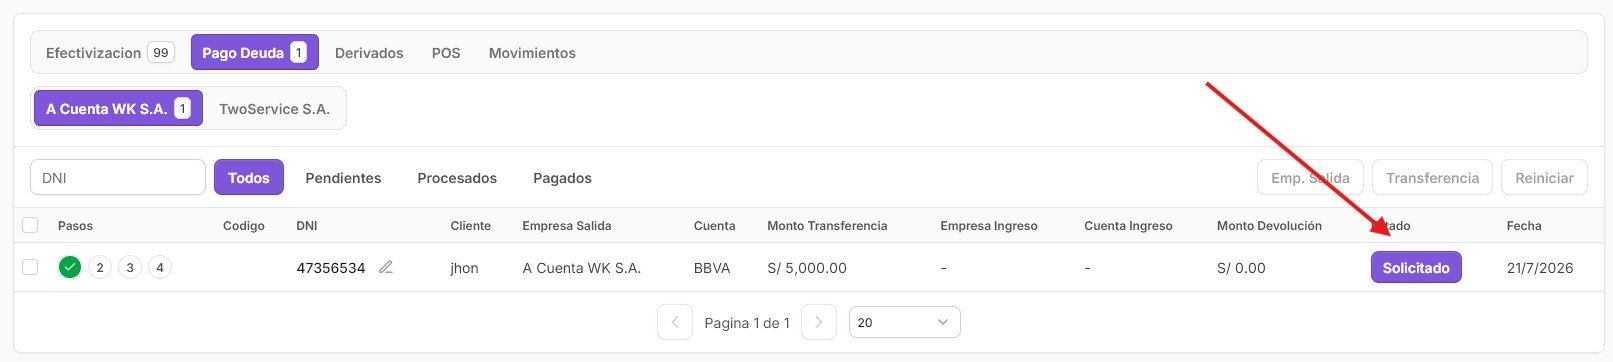 Efectivizacion 99 Pago Deuda 1 Derivados POS Movimientos
A Cuenta WK S.A. 1 TwoService S.A.
DNI Todos Pendientes Procesados Pagados Emp. Salida Transferencia Reiniciar
Pasos Codigo DNI Cliente Empresa Salida Cuenta Monto Transferencia Empresa Ingreso Cuenta Ingreso Monto Devolución Estado Fecha
2 3 4 47356534 jhon A Cuenta WK S.A. BBVA S/ 5,000.00 - - S/ 0.00 Solicitado 21/7/2026
Pagina 1 de 1 20